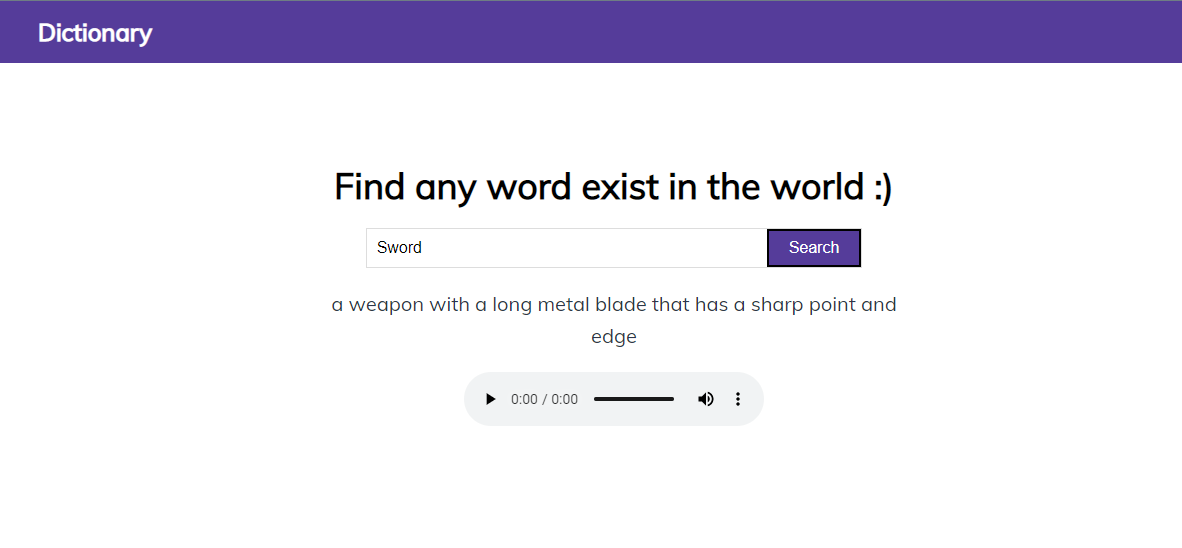 Dictionary
Find any word exist in the world :)
Sword
Search
a weapon with a long metal blade that has a sharp point and
edge
0:00 / 0:00